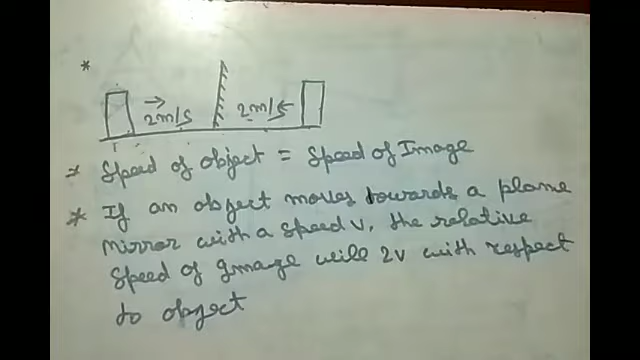 *
→ 2m/s 2m/s ←
⇒ Speed of object = Speed of Image
* If an object moves towards a plane
mirror with a speed v, the relative
speed of gmage will 2v with respect
to object